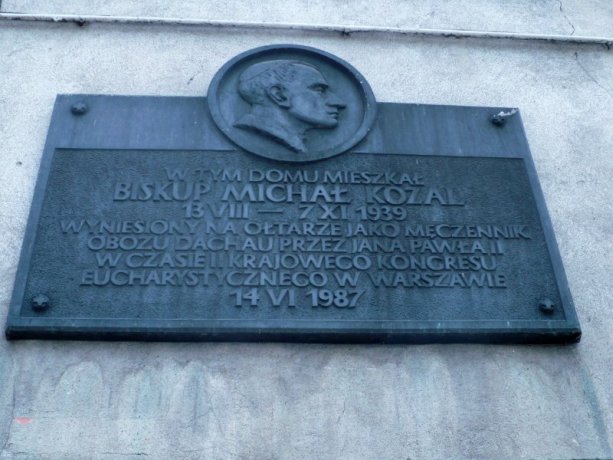 W TYM DOMU MIESZKAŁ
BISKUP MICHAŁ KOZAL
13 VIII — 7 XI 1939
WYNIESIONY NA OŁTARZE JAKO MĘCZENNIK
OBOZU DACHAU PRZEZ JANA PAWŁA II
W CZASIE II KRAJOWEGO KONGRESU
EUCHARYSTYCZNEGO W WARSZAWIE
14 VI 1987